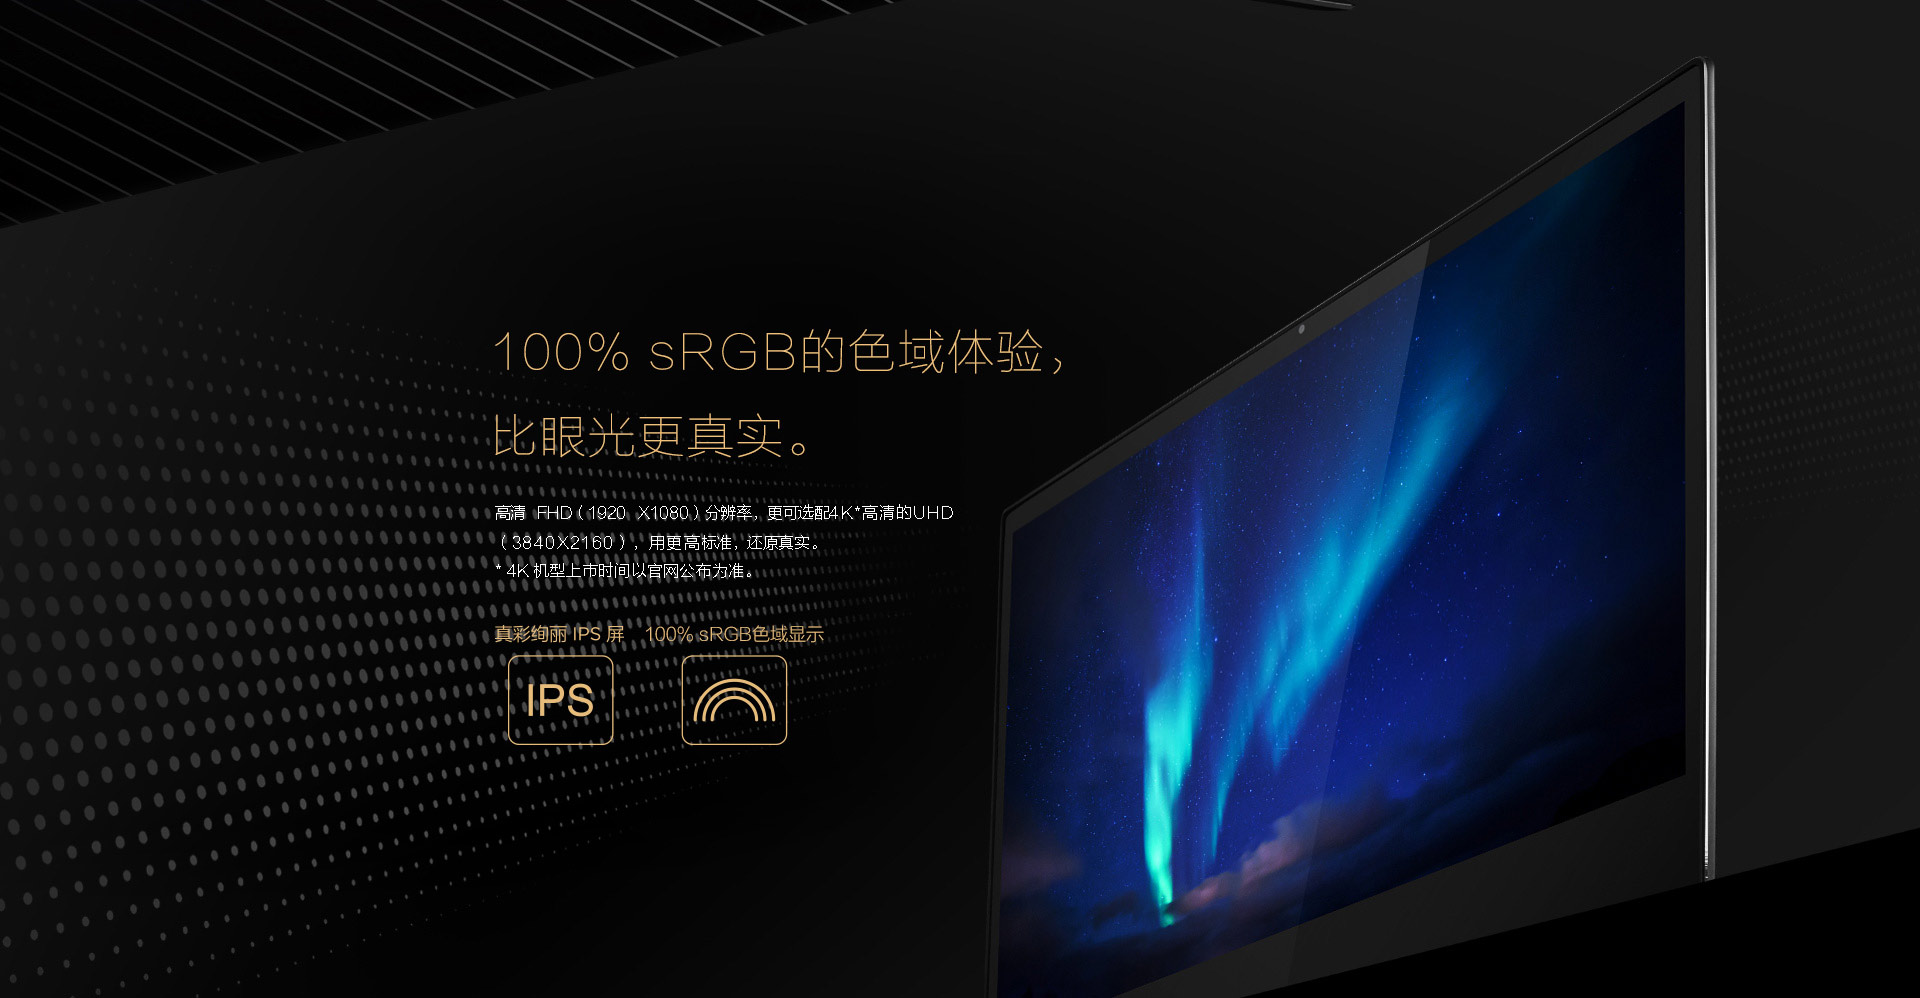 100% sRGB的色域体验，
比眼光更真实。
高清 FHD（1920 X1080）分辨率，更可选配4K*高清的UHD
（3840X2160），用更高标准，还原真实。
* 4K 机型上市时间以官网公布为准。
真彩绚丽 IPS 屏 100% sRGB色域显示
IPS